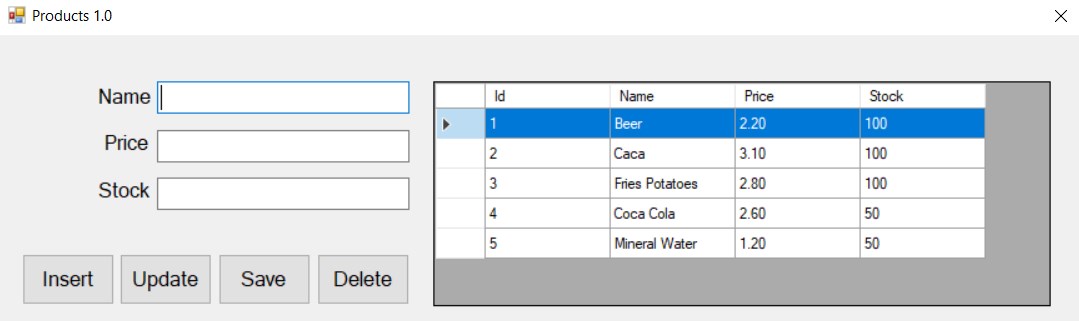 Products 1.0
Name
Price
Stock
Insert Update Save Delete
Id Name Price Stock
1 Beer 2.20 100
2 Caca 3.10 100
3 Fries Potatoes 2.80 100
4 Coca Cola 2.60 50
5 Mineral Water 1.20 50